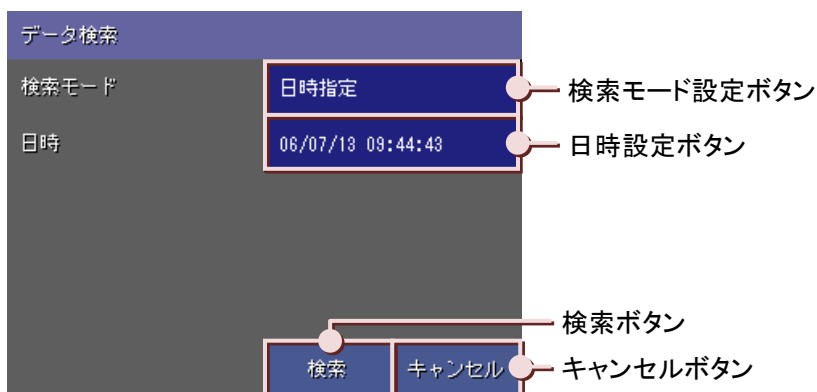 データ検索
検索モード 日時指定 検索モード設定ボタン
日時 06/07/13 09:44:43 日時設定ボタン
検索ボタン
検索 キャンセル キャンセルボタン